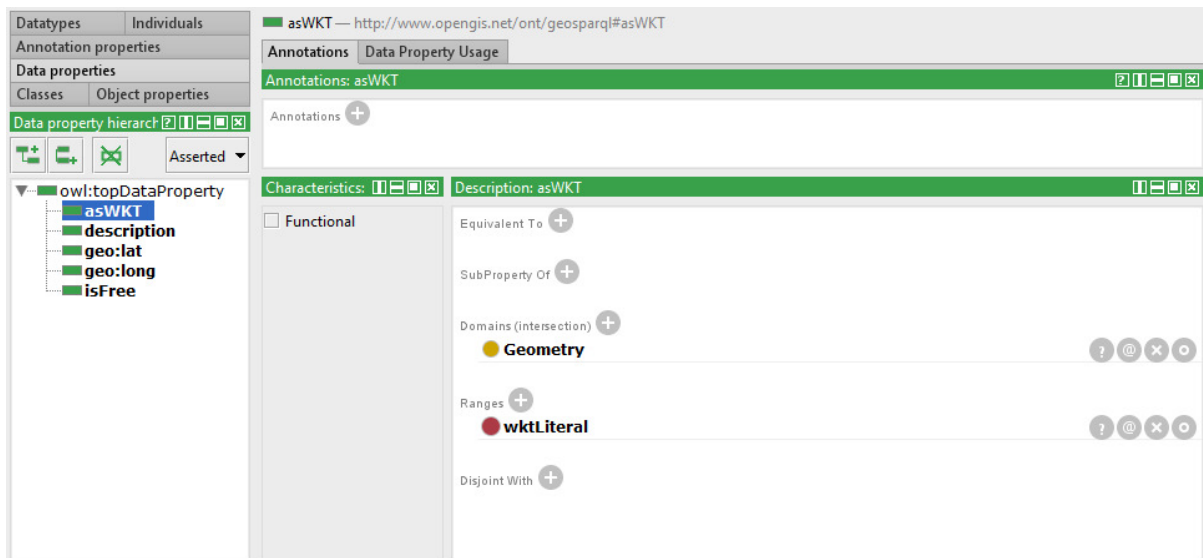 Datatypes Individuals
Annotation properties
Data properties
Classes Object properties
Data property hierarch
Asserted
owl:topDataProperty
asWKT
description
geo:lat
geo:long
isFree
asWKT — http://www.opengis.net/ont/geosparql#asWKT
Annotations Data Property Usage
Annotations: asWKT
Annotations
Characteristics:
Functional
Description: asWKT
Equivalent To
SubProperty Of
Domains (intersection)
Geometry
Ranges
wktLiteral
Disjoint With